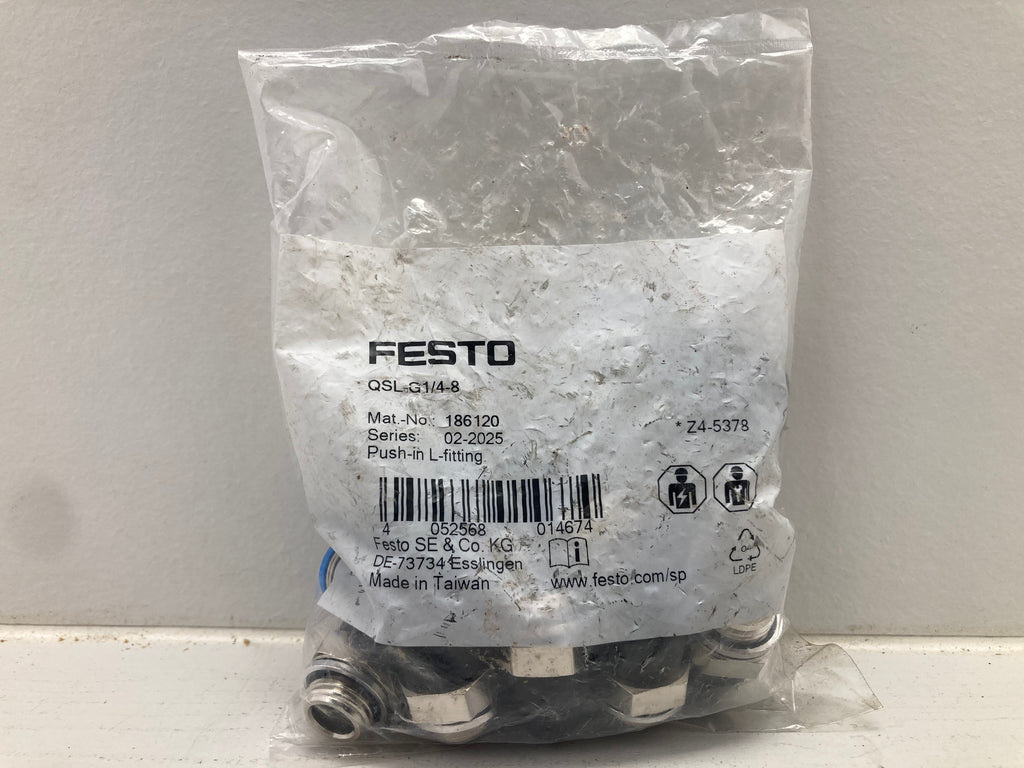 FESTO
QSL-G1/4-8
Mat.-No.: 186120
Series: 02-2025
Push-in L-fitting
* Z4-5378
4 052568 014674
Festo SE & Co. KG
DE-73734 Esslingen
Made in Taiwan
www.festo.com/sp
LDPE